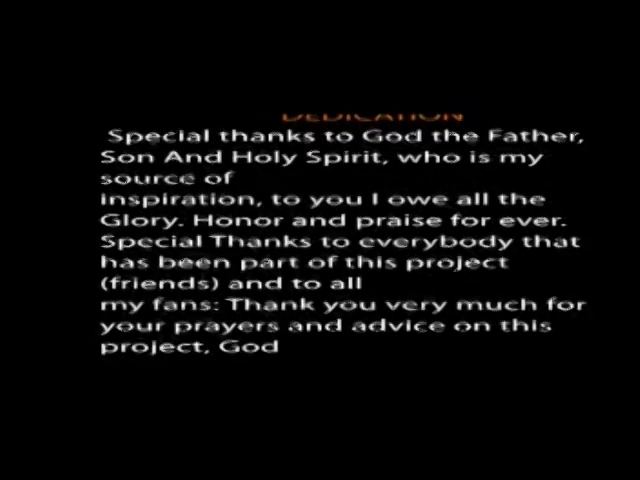 DEDICATION
Special thanks to God the Father,
Son And Holy Spirit, who is my
source of
inspiration, to you I owe all the
Glory. Honor and praise for ever.
Special Thanks to everybody that
has been part of this project
(friends) and to all
my fans: Thank you very much for
your prayers and advice on this
project, God